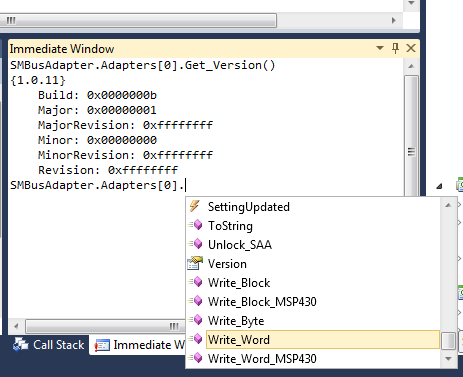 Immediate Window
SMBusAdapter.Adapters[0].Get_Version()
{1.0.11}
Build: 0x0000000b
Major: 0x00000001
MajorRevision: 0xffffffff
Minor: 0x00000000
MinorRevision: 0xffffffff
Revision: 0xffffffff
SMBusAdapter.Adapters[0].
SettingUpdated
ToString
Unlock_SAA
Version
Write_Block
Write_Block_MSP430
Write_Byte
Write_Word
Write_Word_MSP430
Call Stack
Immediate W